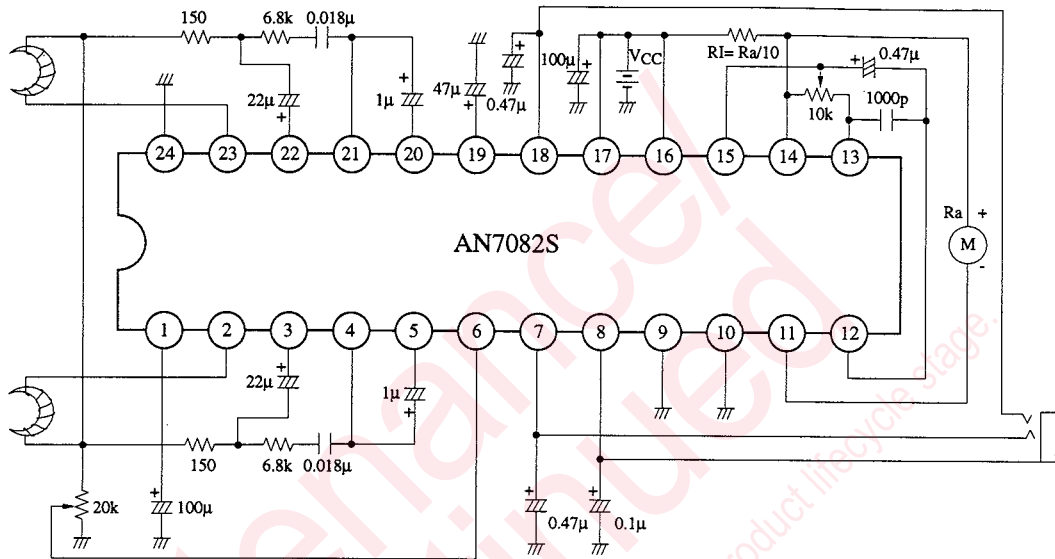 150
6.8k
0.018µ
22µ
1µ
47µ
0.47µ
100µ
VCC
RI= Ra/10
0.47µ
10k
1000p
24
23
22
21
20
19
18
17
16
15
14
13
AN7082S
Ra
+
M
-
1
2
3
4
5
6
7
8
9
10
11
12
22µ
1µ
150
6.8k
0.018µ
20k
100µ
0.47µ
0.1µ
enance/
inued
product lifecycle stage.